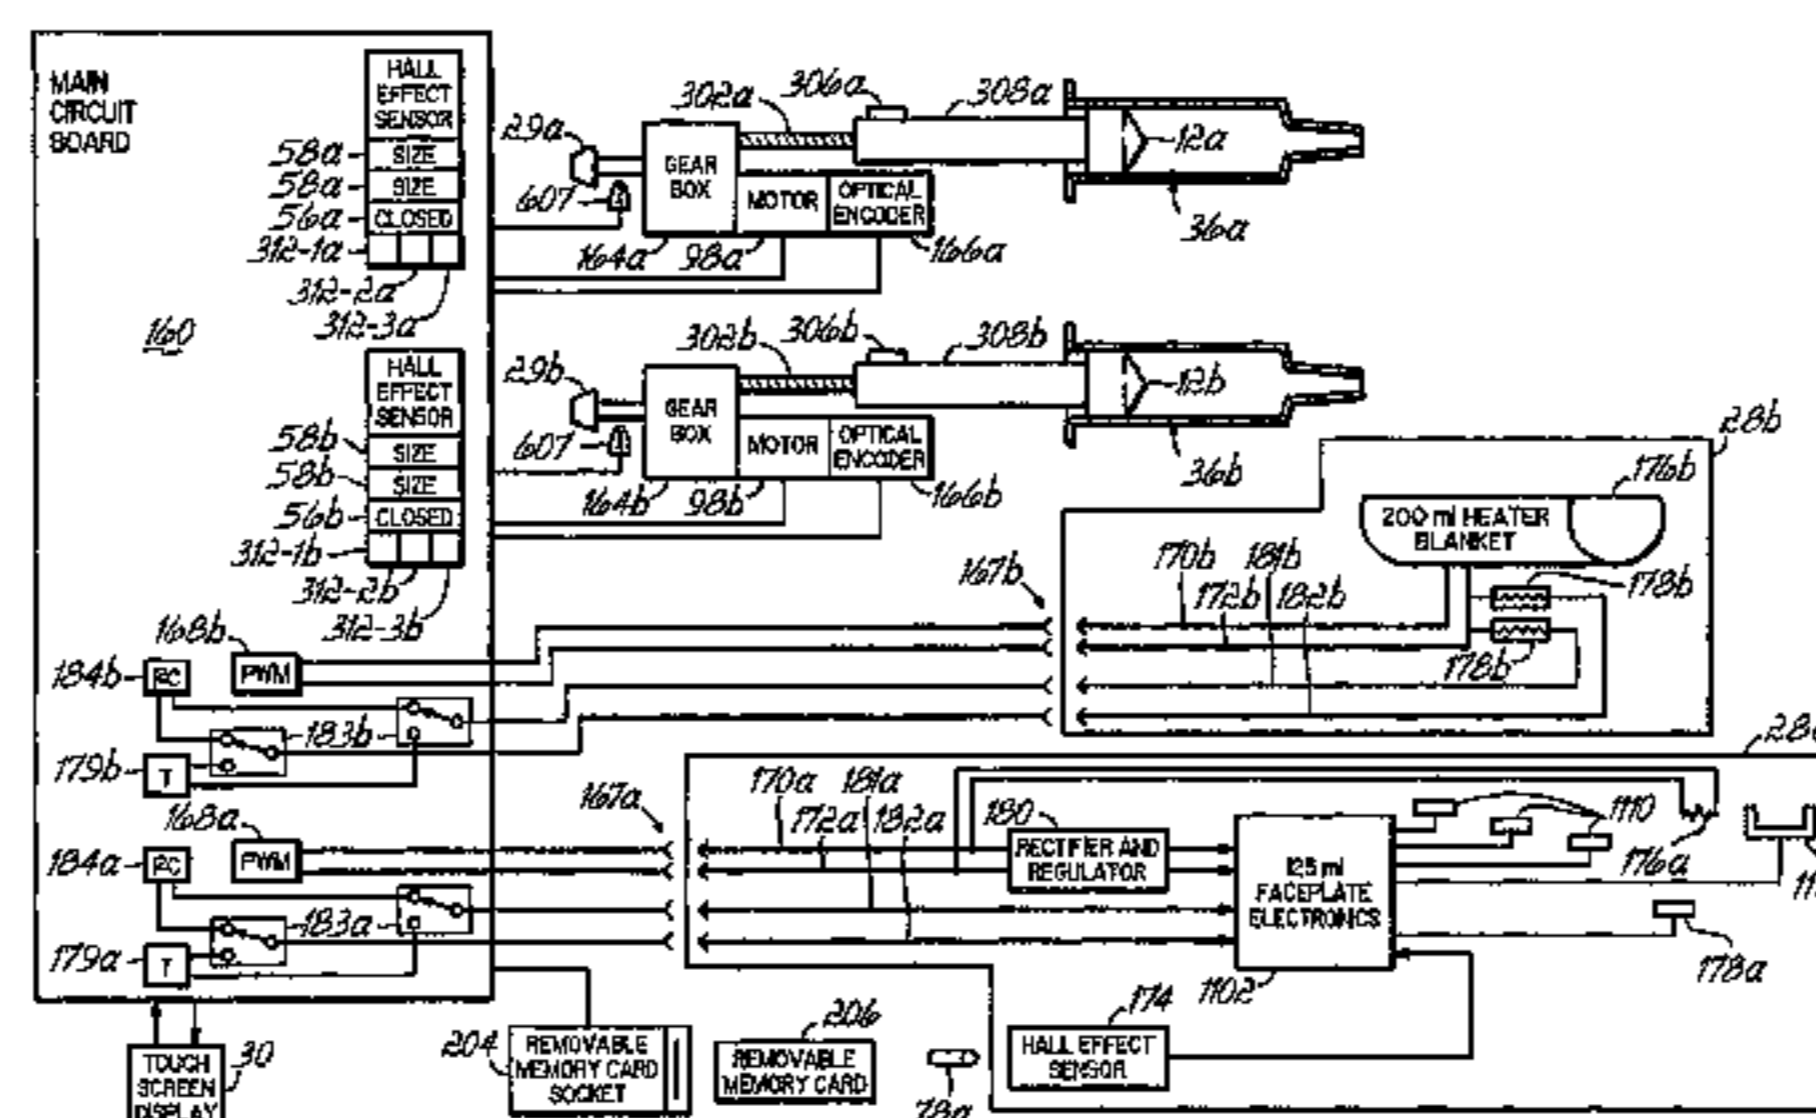 MAIN
CIRCUIT
BOARD
HALL
EFFECT
SENSOR
58a
SIZE
58a
SIZE
56a
CLOSED
312-1a
312-2a
312-3a
160
HALL
EFFECT
SENSOR
58b
SIZE
58b
SIZE
56b
CLOSED
312-1b
312-2b
312-3b
29a
607
GEAR
BOX
302a
306a
308a
12a
MOTOR
OPTICAL
ENCODER
164a
98a
166a
36a
29b
607
GEAR
BOX
302b
306b
308b
12b
MOTOR
OPTICAL
ENCODER
164b
98b
166b
36b
28b
176b
200 ml HEATER
BLANKET
167b
170b
181b
172b
182b
178b
178b
168b
184b
I2C
PWM
183b
179b
T
168a
184a
I2C
PWM
183a
179a
T
167a
170a
181a
172a
182a
180
RECTIFIER AND
REGULATOR
125 ml
FACEPLATE
ELECTRONICS
1110
176a
178a
1102
174
HALL EFFECT
SENSOR
78a
204
REMOVABLE
MEMORY CARD
SOCKET
206
REMOVABLE
MEMORY CARD
30
TOUCH
SCREEN
DISPLAY